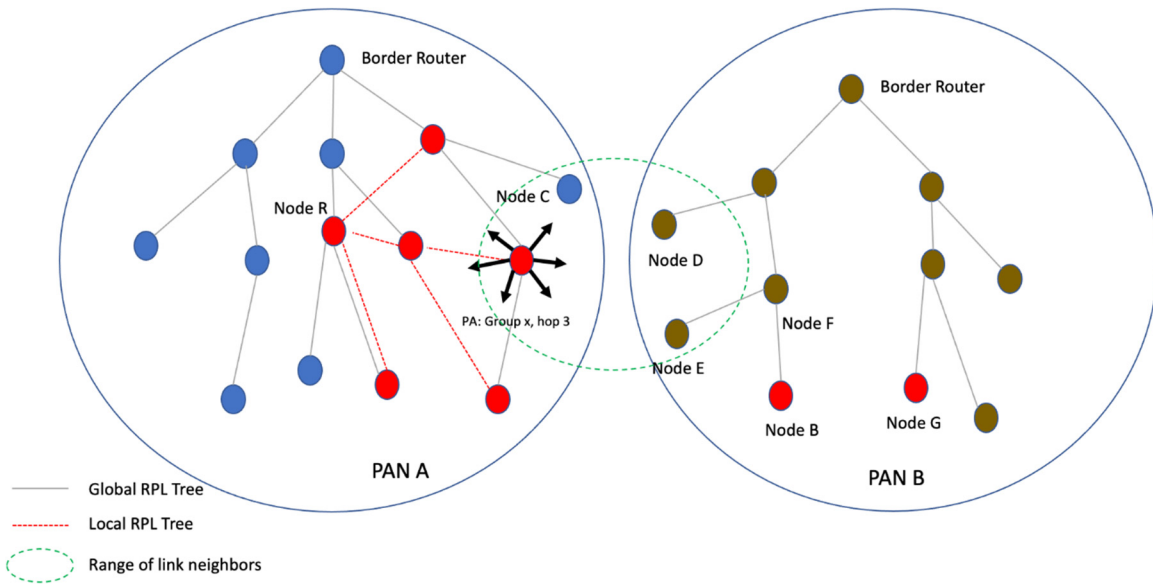 Border Router
Border Router
Node C
Node R
Node D
PA: Group x, hop 3
Node F
Node E
Node B
Node G
PAN A
PAN B
Global RPL Tree
Local RPL Tree
Range of link neighbors